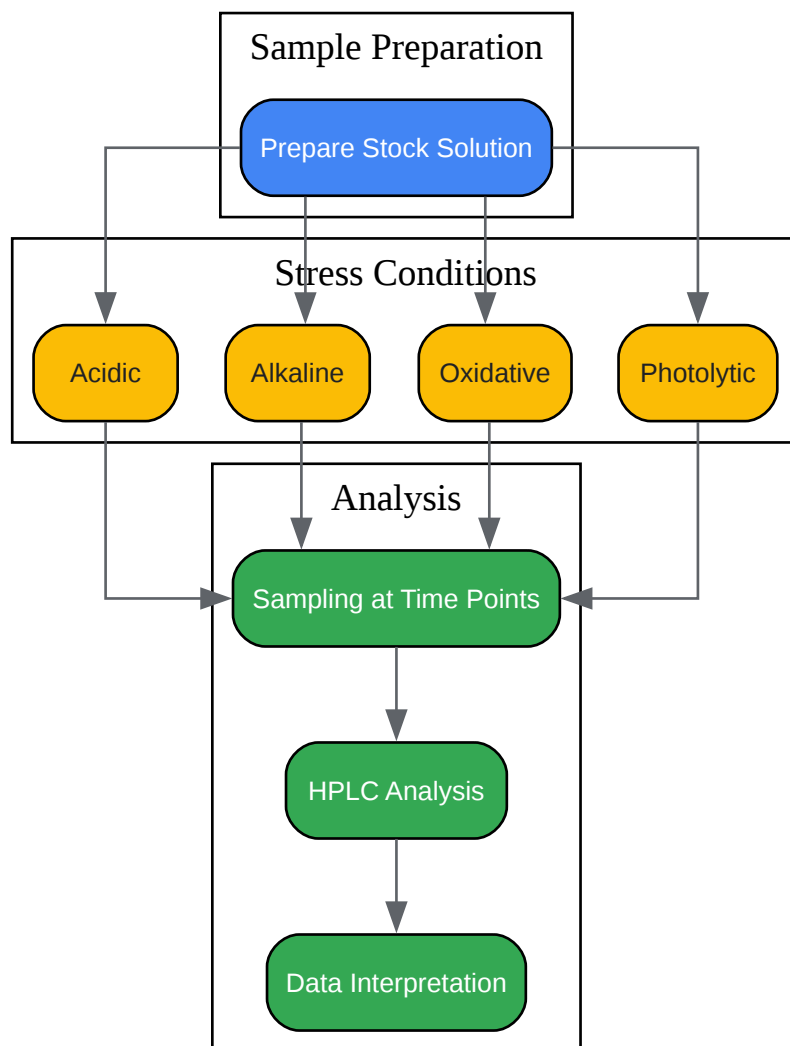 Sample Preparation
Prepare Stock Solution
Stress Conditions
Acidic
Alkaline
Oxidative
Photolytic
Analysis
Sampling at Time Points
HPLC Analysis
Data Interpretation